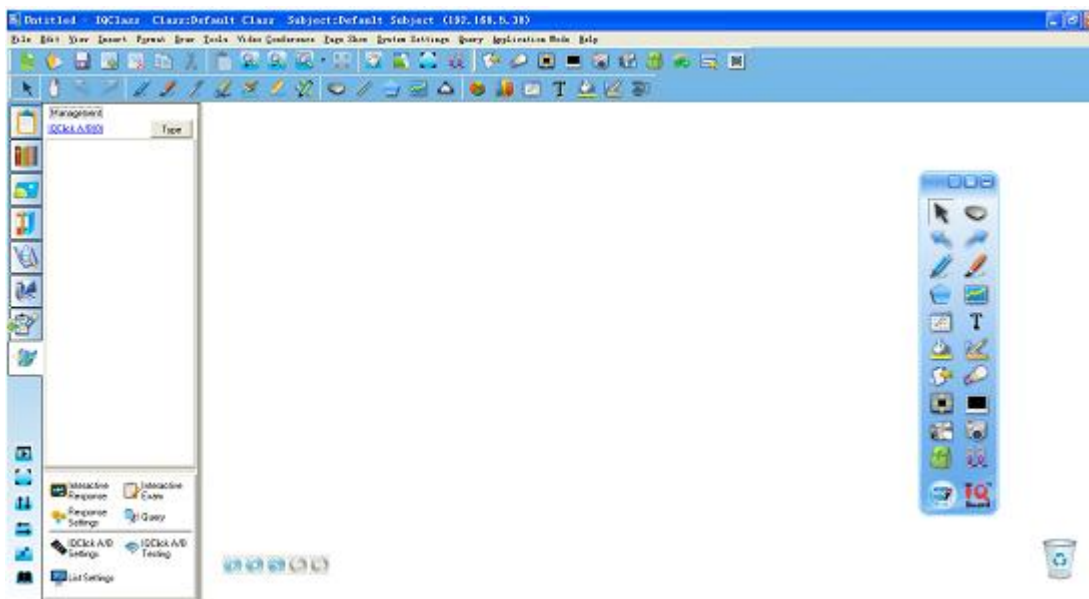 Untitled - IQClass Class:Default Class Subject:Default Subject (192.168.5.38)
File Edit View Insert Format Draw Tools Video Conference Page Show System Settings Query Application Mode Help
Management
IQClick A/B(0)
Type
Interactive Response
Interactive Exam
Response Settings
Query
IQClick A/B Settings
IQClick A/B Testing
List Settings
T
T
IQ
Board